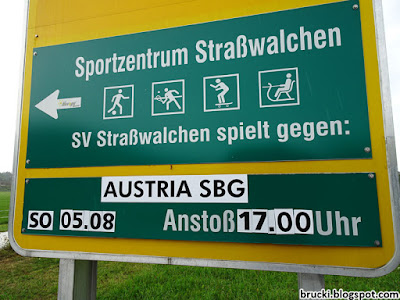 Sportzentrum Straßwalchen
SV Straßwalchen spielt gegen:
AUSTRIA SBG
SO 05.08 Anstoß 17.00 Uhr
brucki.blogspot.com